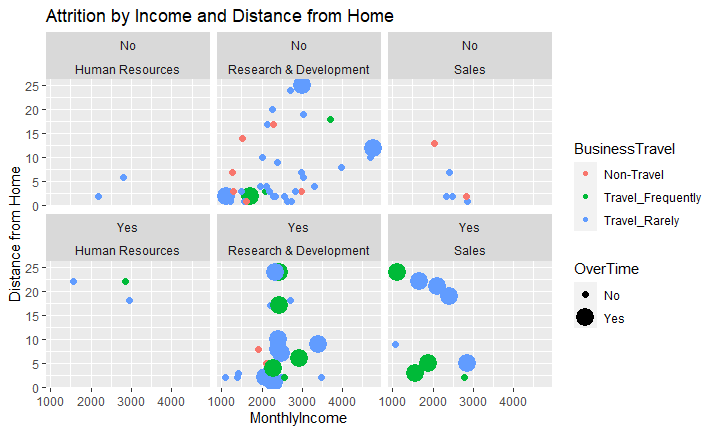 Attrition by Income and Distance from Home
No No No
Human Resources Research & Development Sales
25
20
15
10
5
0
Yes Yes Yes
Human Resources Research & Development Sales
25
20
15
10
5
0
1000 2000 3000 4000 1000 2000 3000 4000 1000 2000 3000 4000
MonthlyIncome
Distance from Home
BusinessTravel
Non-Travel
Travel_Frequently
Travel_Rarely
OverTime
No
Yes